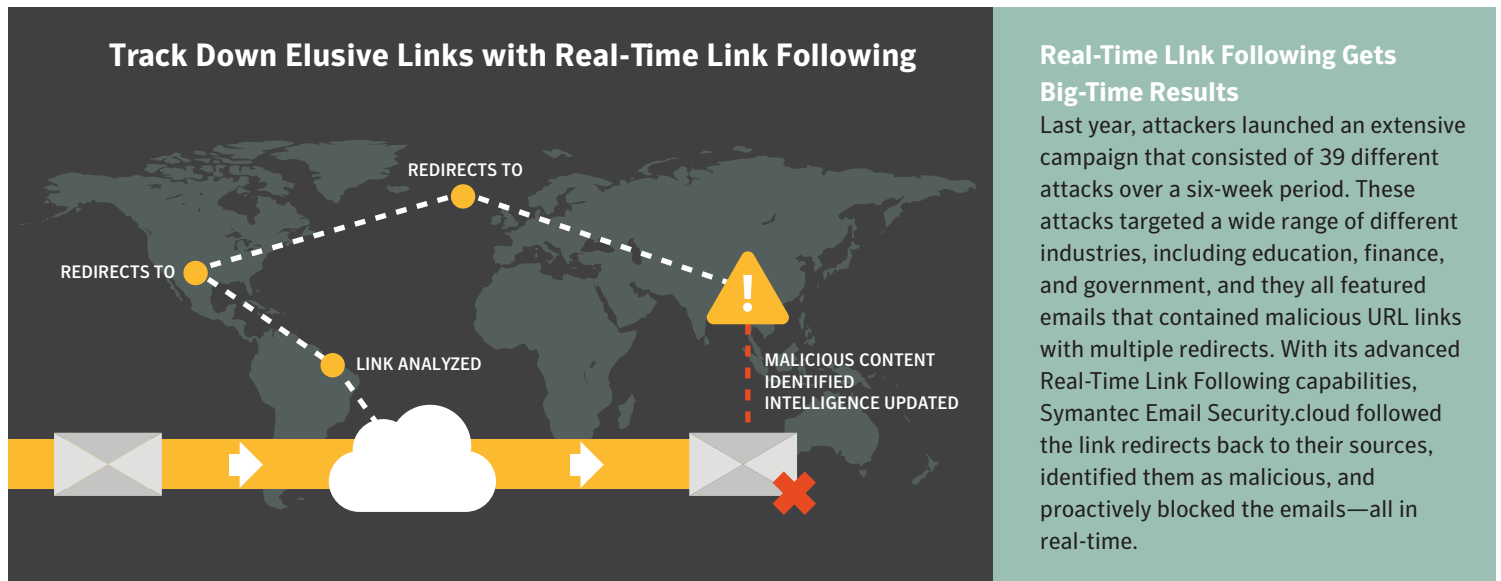 Track Down Elusive Links with Real-Time Link Following
REDIRECTS TO
REDIRECTS TO
LINK ANALYZED
MALICIOUS CONTENT
IDENTIFIED
INTELLIGENCE UPDATED
Real-Time LInk Following Gets
Big-Time Results
Last year, attackers launched an extensive
campaign that consisted of 39 different
attacks over a six-week period. These
attacks targeted a wide range of different
industries, including education, finance,
and government, and they all featured
emails that contained malicious URL links
with multiple redirects. With its advanced
Real-Time Link Following capabilities,
Symantec Email Security.cloud followed
the link redirects back to their sources,
identified them as malicious, and
proactively blocked the emails—all in
real-time.